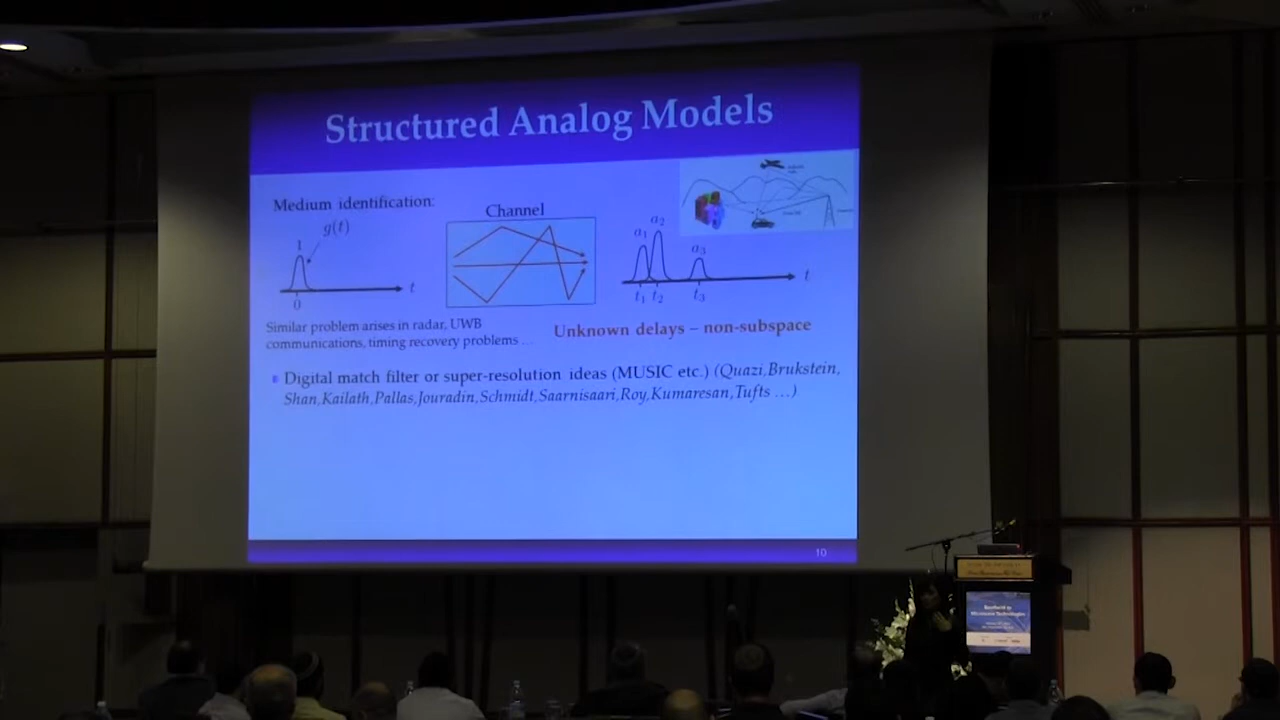 Structured Analog Models
Medium identification:
Channel
g(t)
1
0
t
a1
a2
a3
t1 t2
t3
t
Similar problem arises in radar, UWB
communications, timing recovery problems …
Unknown delays – non-subspace
Digital match filter or super-resolution ideas (MUSIC etc.) (Quazi,Brukstein,
Shan,Kailath,Pallas,Jouradin,Schmidt,Saarnisaari,Roy,Kumaresan,Tufts …)
10
Microwave Technologies